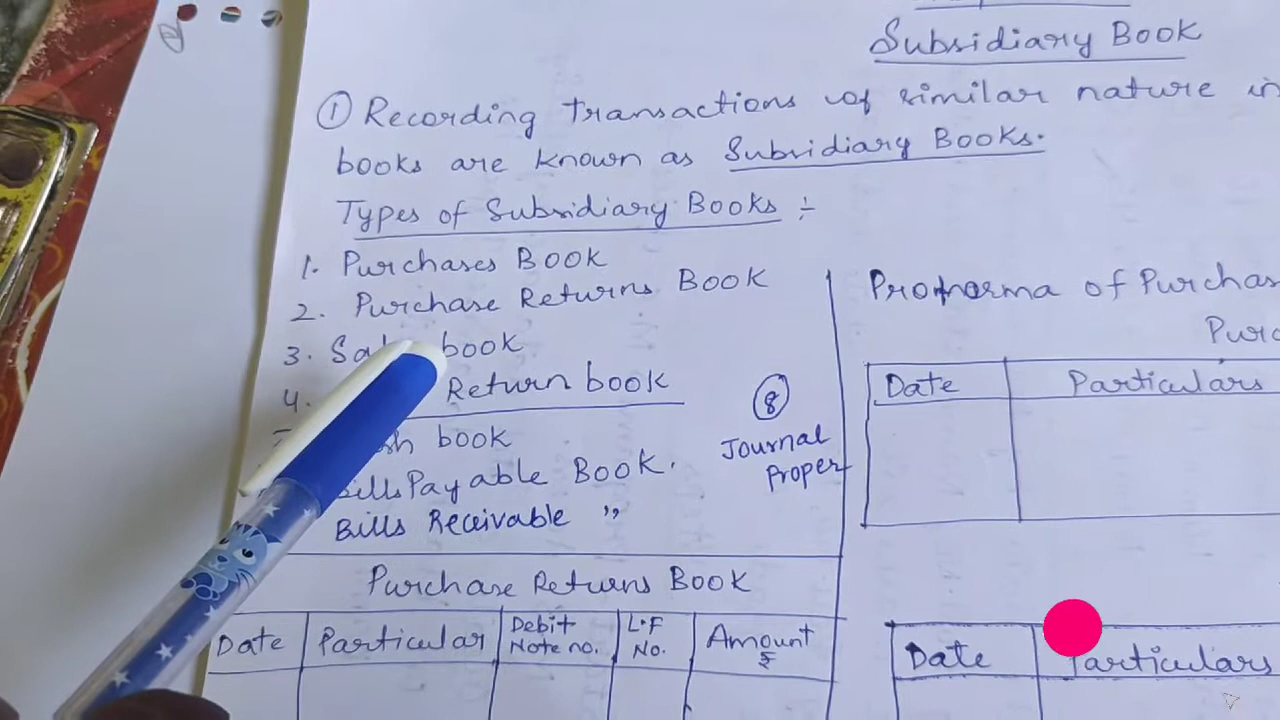 Subsidiary Book
① Recording transactions of similar nature in
books are known as Subsidiary Books.
Types of Subsidiary Books :-
1. Purchases Book
2. Purchase Returns Book
3. book
4. Return book
book
Bills Payable Book.
Bills Receivable ,,
⑧
Journal
Proper
Purchase Returns Book
Date Particular Debit Note no. L.F No. Amount ₹
Proforma of
Date Particulars
Date Particulars